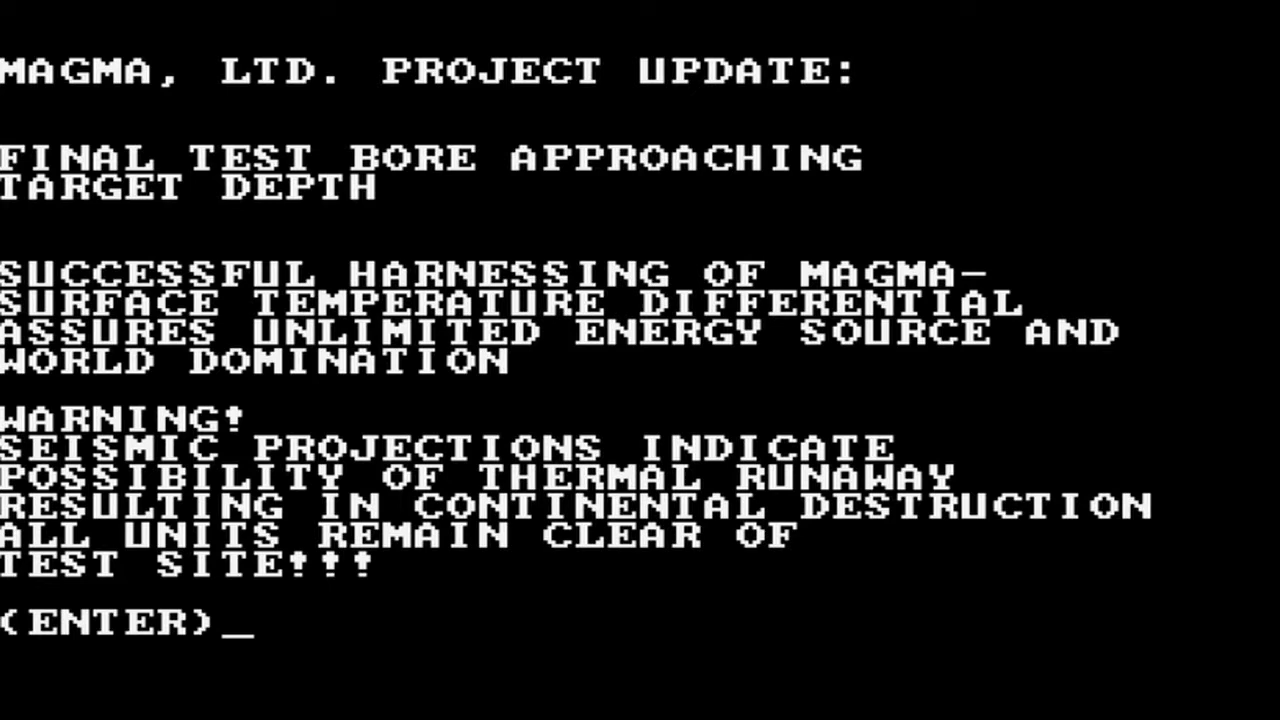 MAGMA, LTD. PROJECT UPDATE:
FINAL TEST BORE APPROACHING
TARGET DEPTH
SUCCESSFUL HARNESSING OF MAGMA-
SURFACE TEMPERATURE DIFFERENTIAL
ASSURES UNLIMITED ENERGY SOURCE AND
WORLD DOMINATION
WARNING!
SEISMIC PROJECTIONS INDICATE
POSSIBILITY OF THERMAL RUNAWAY
RESULTING IN CONTINENTAL DESTRUCTION
ALL UNITS REMAIN CLEAR OF
TEST SITE!!!
(ENTER)_